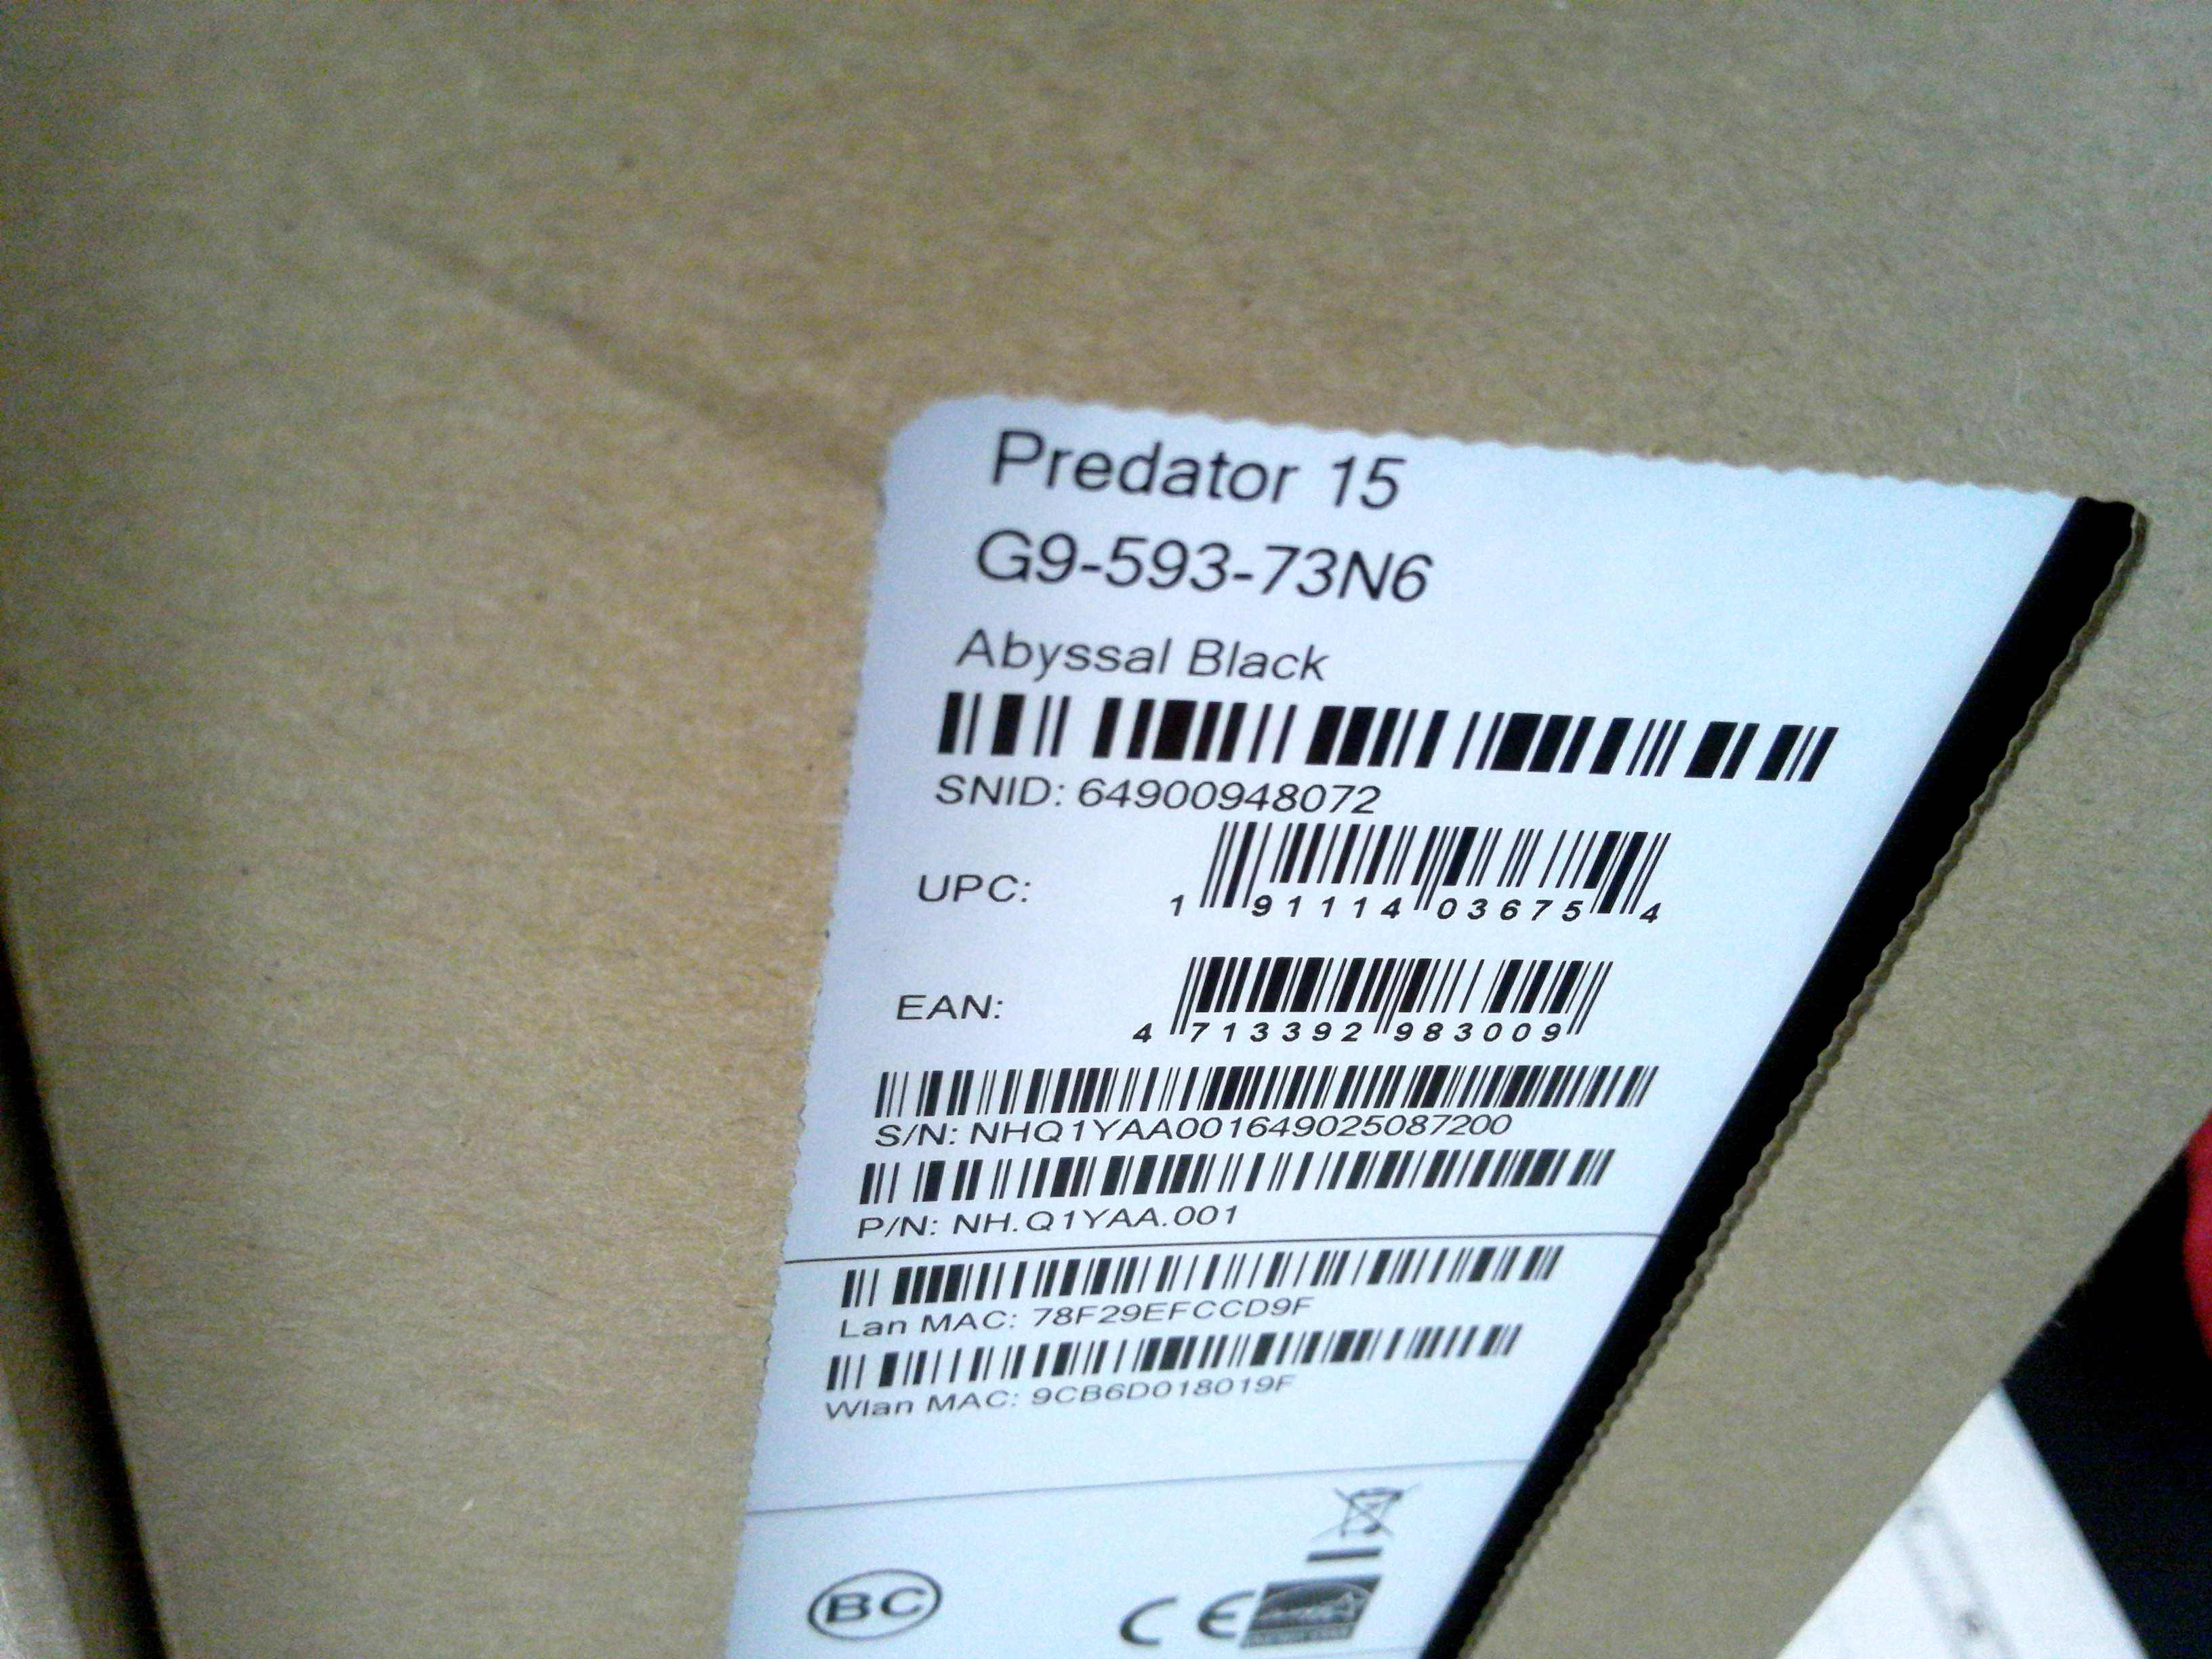 Predator 15
G9-593-73N6
Abyssal Black
SNID: 64900948072
UPC: 1 91114 03675 4
EAN: 4 713392 983009
S/N: NHQ1YAA001649025087200
P/N: NH.Q1YAA.001
Lan MAC: 78F29EFCCD9F
Wlan MAC: 9CB6D018019F
BC CE